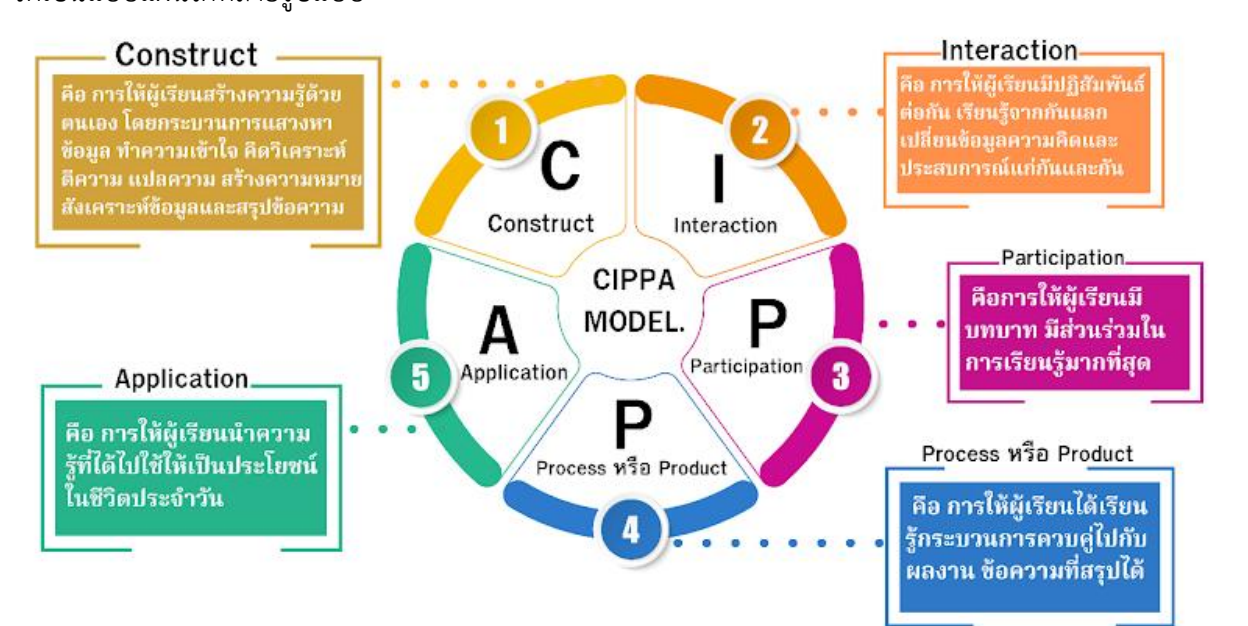 Construct
คือ การให้ผู้เรียนสร้างความรู้ด้วย
ตนเอง โดยกระบวนการแสวงหา
ข้อมูล ทำความเข้าใจ คิดวิเคราะห์
ตีความ แปลความ สร้างความหมาย
สังเคราะห์ข้อมูลและสรุปข้อความ
Interaction
คือ การให้ผู้เรียนมีปฏิสัมพันธ์
ต่อกัน เรียนรู้จากกันแลก
เปลี่ยนข้อมูลความคิดและ
ประสบการณ์แก่กันและกัน
1
C
Construct
2
I
Interaction
CIPPA
MODEL.
Participation
คือการให้ผู้เรียนมี
บทบาท มีส่วนร่วมใน
การเรียนรู้มากที่สุด
P
Participation
3
A
Application
5
Application
คือ การให้ผู้เรียนนำความ
รู้ที่ได้ไปใช้ให้เป็นประโยชน์
ในชีวิตประจำวัน
P
Process หรือ Product
4
Process หรือ Product
คือ การให้ผู้เรียนได้เรียน
รู้กระบวนการควบคู่ไปกับ
ผลงาน ข้อความที่สรุปได้